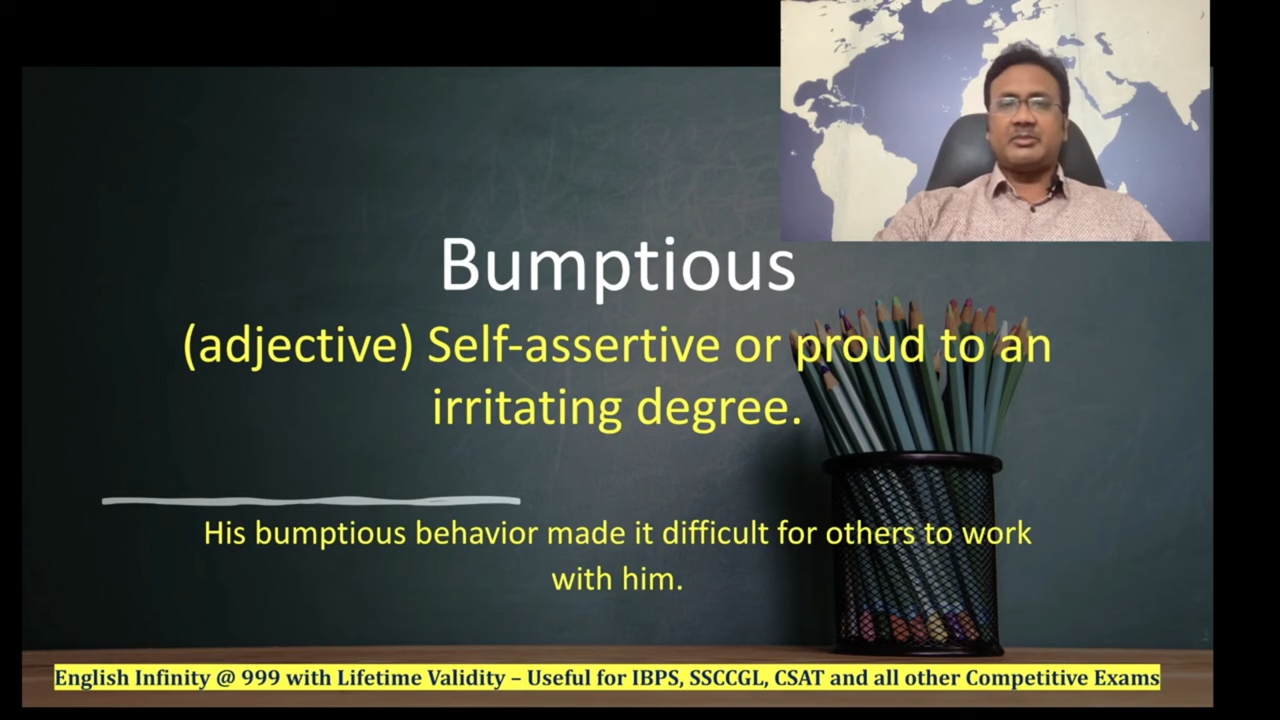 Bumptious
(adjective) Self-assertive or proud to an
irritating degree.
His bumptious behavior made it difficult for others to work
with him.
English Infinity @ 999 with Lifetime Validity – Useful for IBPS, SSCCGL, CSAT and all other Competitive Exams